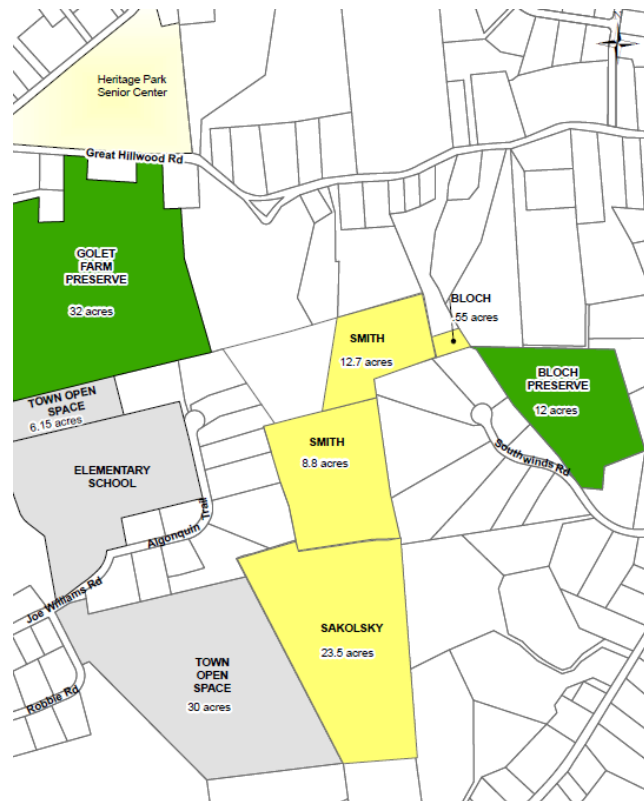 Heritage Park
Senior Center
Great Hillwood Rd
GOLET
FARM
PRESERVE
32 acres
BLOCH
.55 acres
SMITH
12.7 acres
BLOCH
PRESERVE
12 acres
TOWN OPEN
SPACE
6.15 acres
SMITH
8.8 acres
Southwinds Rd
ELEMENTARY
SCHOOL
Algonquin Trail
Joe Williams Rd
SAKOLSKY
23.5 acres
TOWN
OPEN
SPACE
30 acres
Robbie Rd